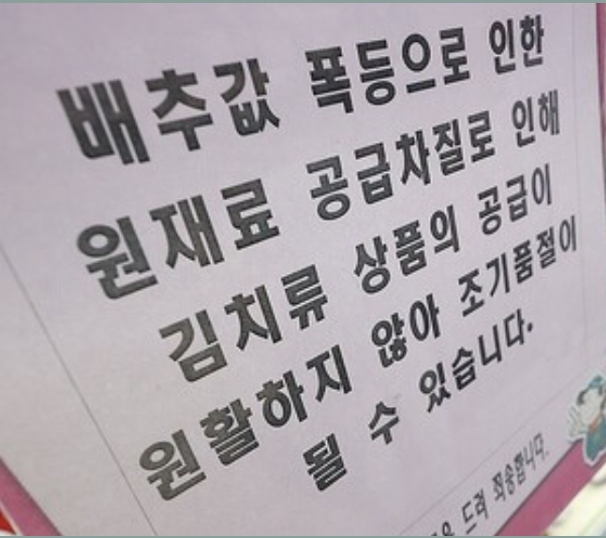 배추값 폭등으로 인한
원재료 공급차질로 인해
김치류 상품의 공급이
원활하지 않아 조기품절이
될 수 있습니다.
드려 죄송합니다.